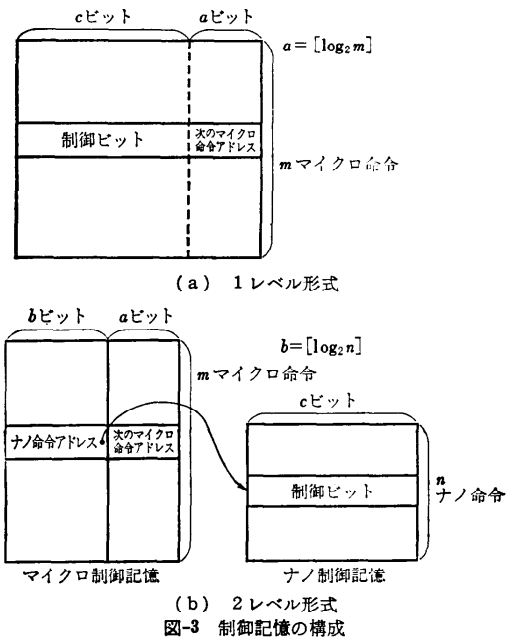 cビット
aビット
a=[log₂m]
制御ビット
次のマイクロ
命令アドレス
mマイクロ命令
(a) 1レベル形式
bビット
aビット
b=[log₂n]
mマイクロ命令
cビット
ナノ命令アドレス
次のマイクロ
命令アドレス
制御ビット
n
ナノ命令
マイクロ制御記憶
ナノ制御記憶
(b) 2レベル形式
図-3 制御記憶の構成